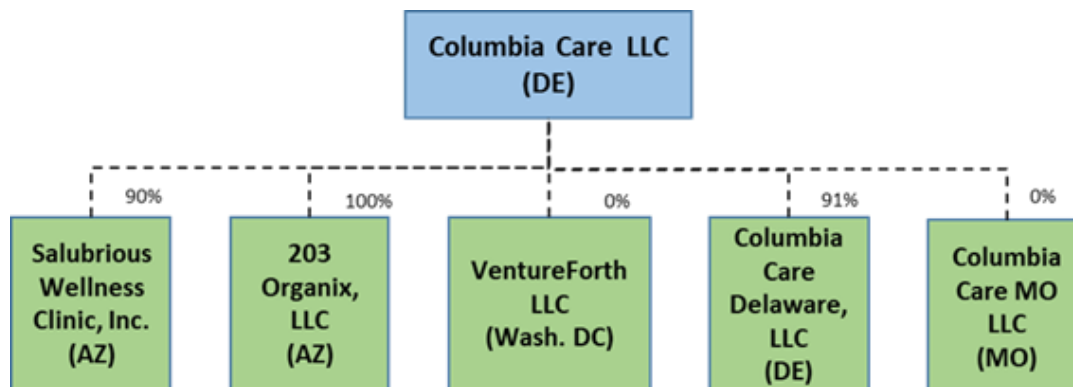 Columbia Care LLC
(DE)
90%
100%
0%
91%
0%
Salubrious
Wellness
Clinic, Inc.
(AZ)
203
Organix,
LLC
(AZ)
VentureForth
LLC
(Wash. DC)
Columbia
Care
Delaware,
LLC
(DE)
Columbia
Care MO
LLC
(MO)